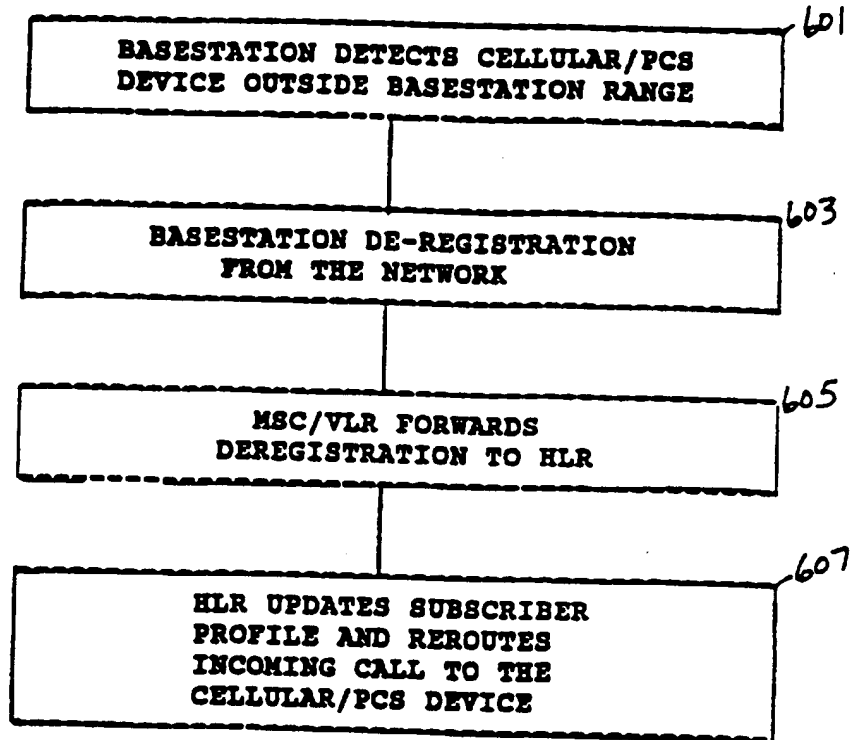 601
BASESTATION DETECTS CELLULAR/PCS
DEVICE OUTSIDE BASESTATION RANGE
603
BASESTATION DE-REGISTRATION
FROM THE NETWORK
605
MSC/VLR FORWARDS
DEREGISTRATION TO HLR
607
HLR UPDATES SUBSCRIBER
PROFILE AND REROUTES
INCOMING CALL TO THE
CELLULAR/PCS DEVICE